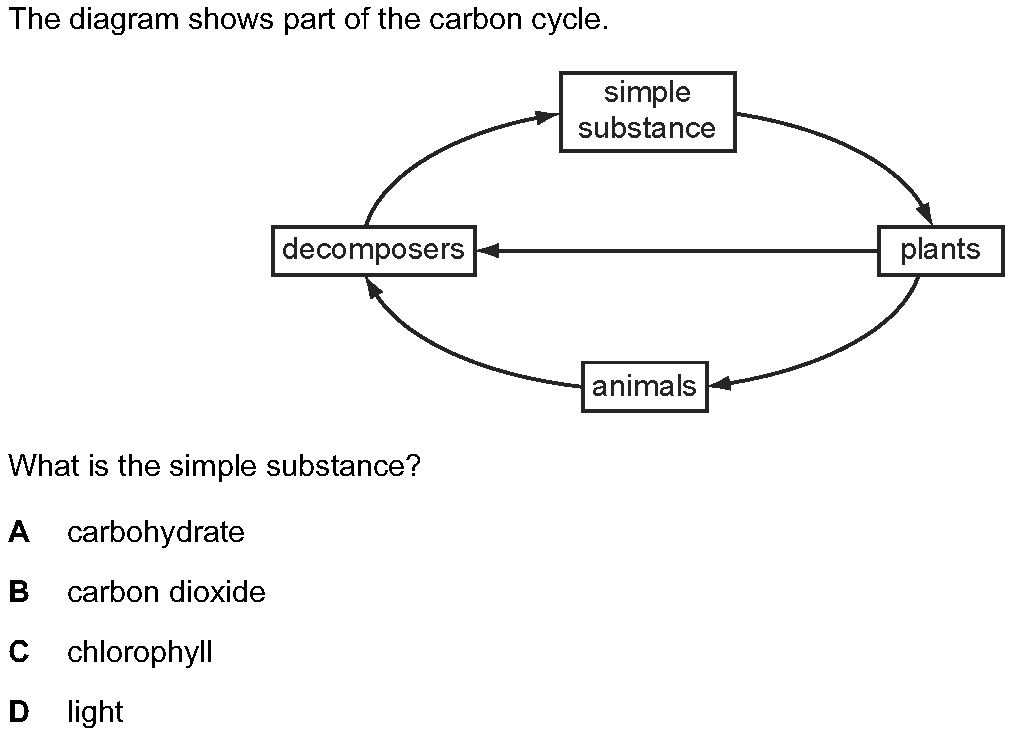 The diagram shows part of the carbon cycle.
simple
substance
decomposers
plants
animals
What is the simple substance?
A carbohydrate
B carbon dioxide
C chlorophyll
D light